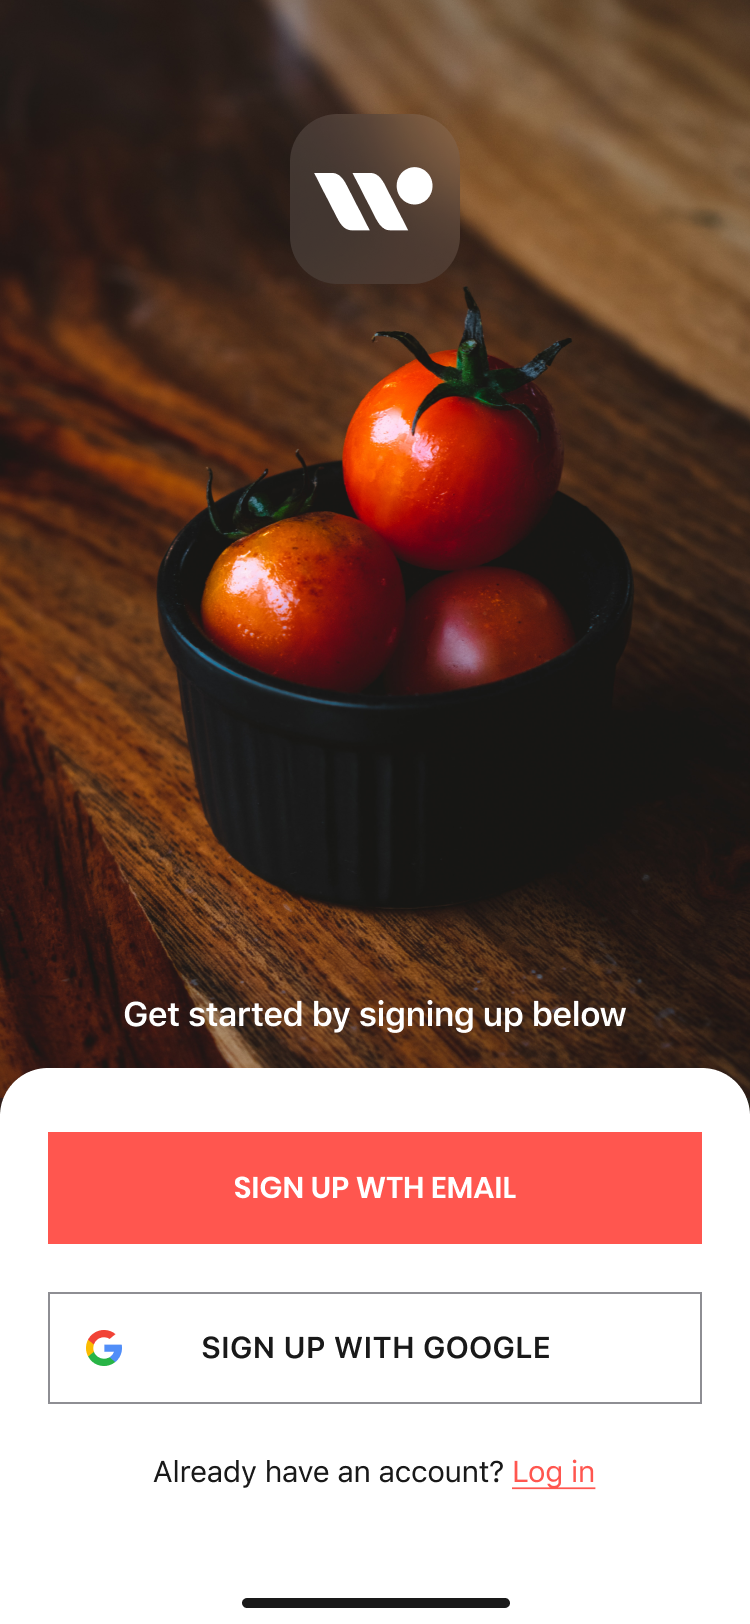 Get started by signing up below
SIGN UP WTH EMAIL
SIGN UP WITH GOOGLE
Already have an account? Log in